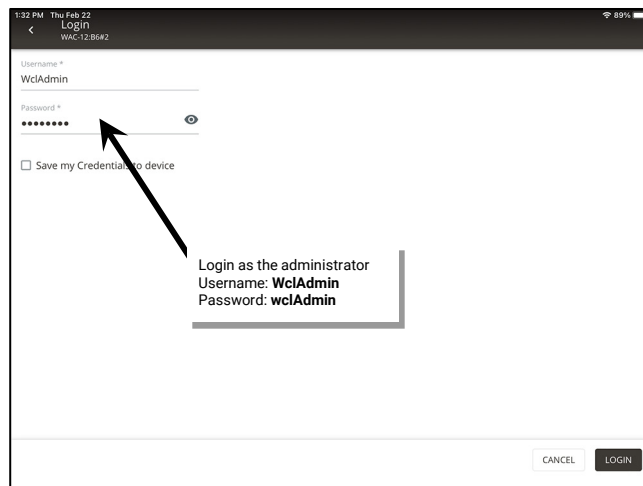 1:32 PM Thu Feb 22
89%
Login
WAC-12:B6#2
Username *
WclAdmin
Password *
Save my Credentials to device
Login as the administrator
Username: WclAdmin
Password: wclAdmin
CANCEL
LOGIN